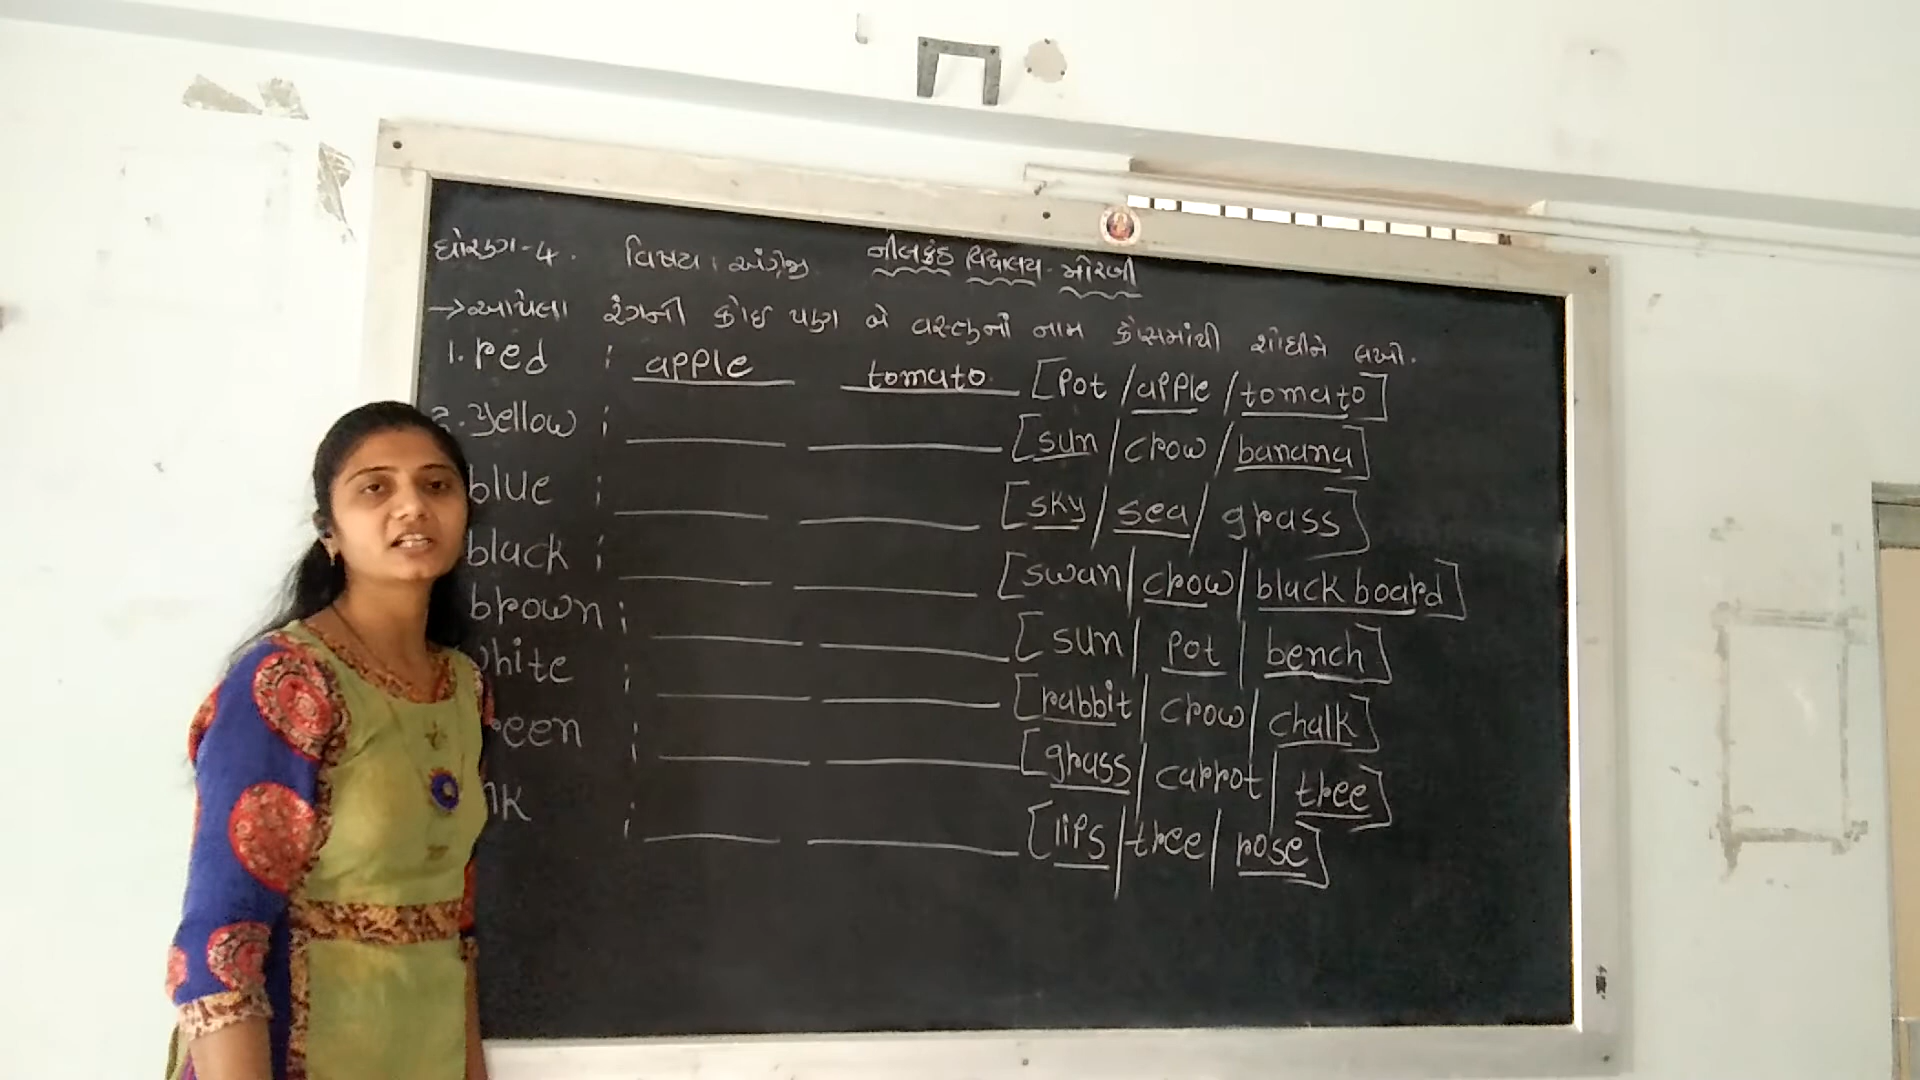 ધોરણ-4. વિષય: અંગ્રેજી નીલકંઠ વિદ્યાલય - મોરબી
→ આપેલા રંગની કોઈ પણ બે વસ્તુનાં નામ કૌંસમાંથી શોધીને લખો.
1. red : apple tomato [pot / apple / tomato]
2. yellow : [sun / crow / banana]
blue : [sky / sea / grass]
black : [swan / crow / black board]
brown : [sun / pot / bench]
hite : [rabbit / crow / chalk]
reen : [grass / carrot / tree]
nk : [lips / tree / rose]